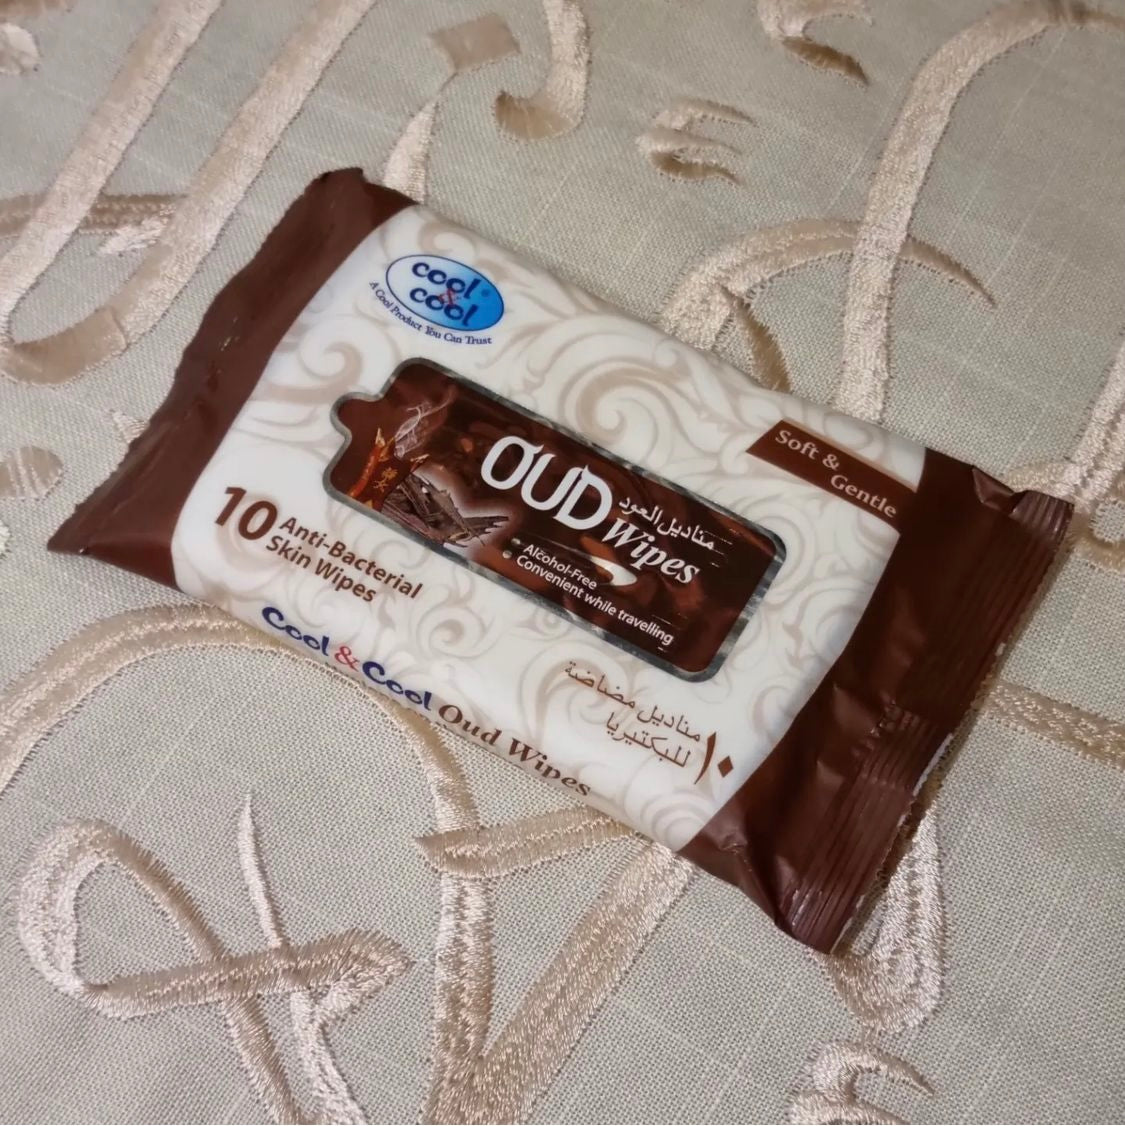 cool
& 
cool®
A Cool Product You Can Trust
Soft &
Gentle
OUD
مناديل العود
Wipes
Alcohol-Free
Convenient while travelling
10 Anti-Bacterial
Skin Wipes
Cool & Cool Oud Wipes
١٠ مناديل مضاضة
للبكتيريا